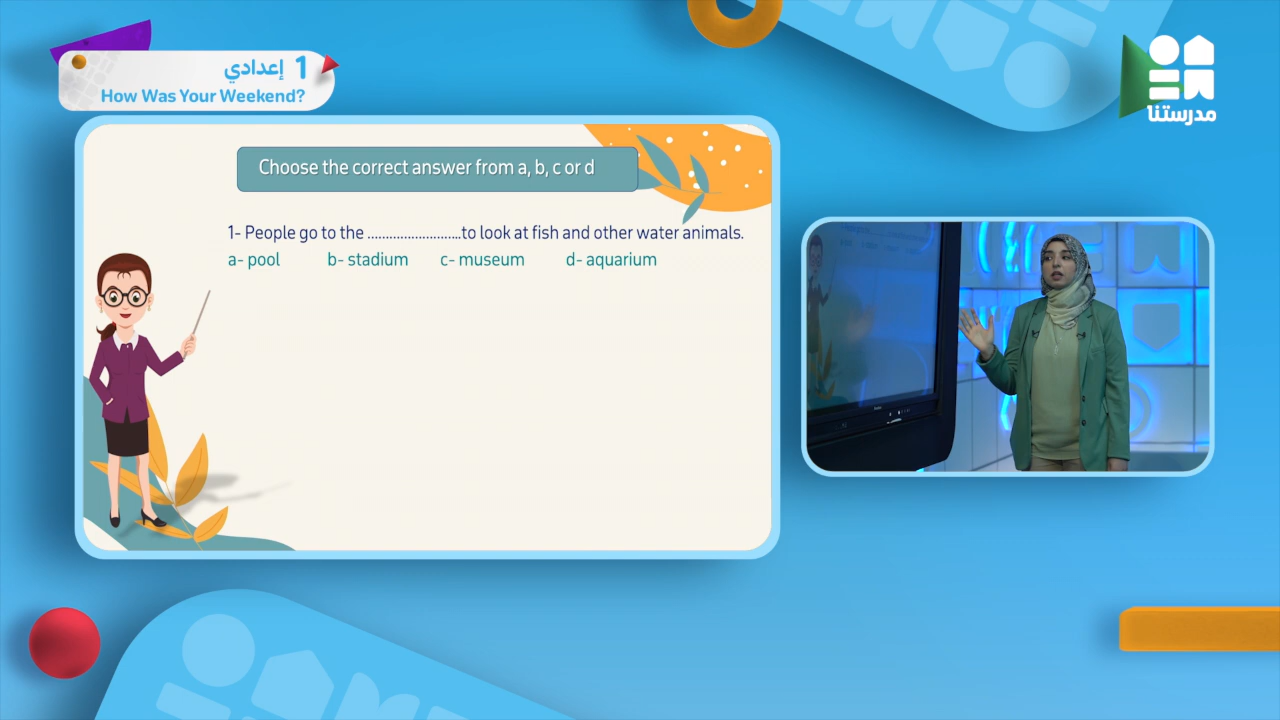 1 إعدادي
How Was Your Weekend?
مدرستنا
Choose the correct answer from a, b, c or d
1- People go to the .........................to look at fish and other water animals.
a- pool b- stadium c- museum d- aquarium